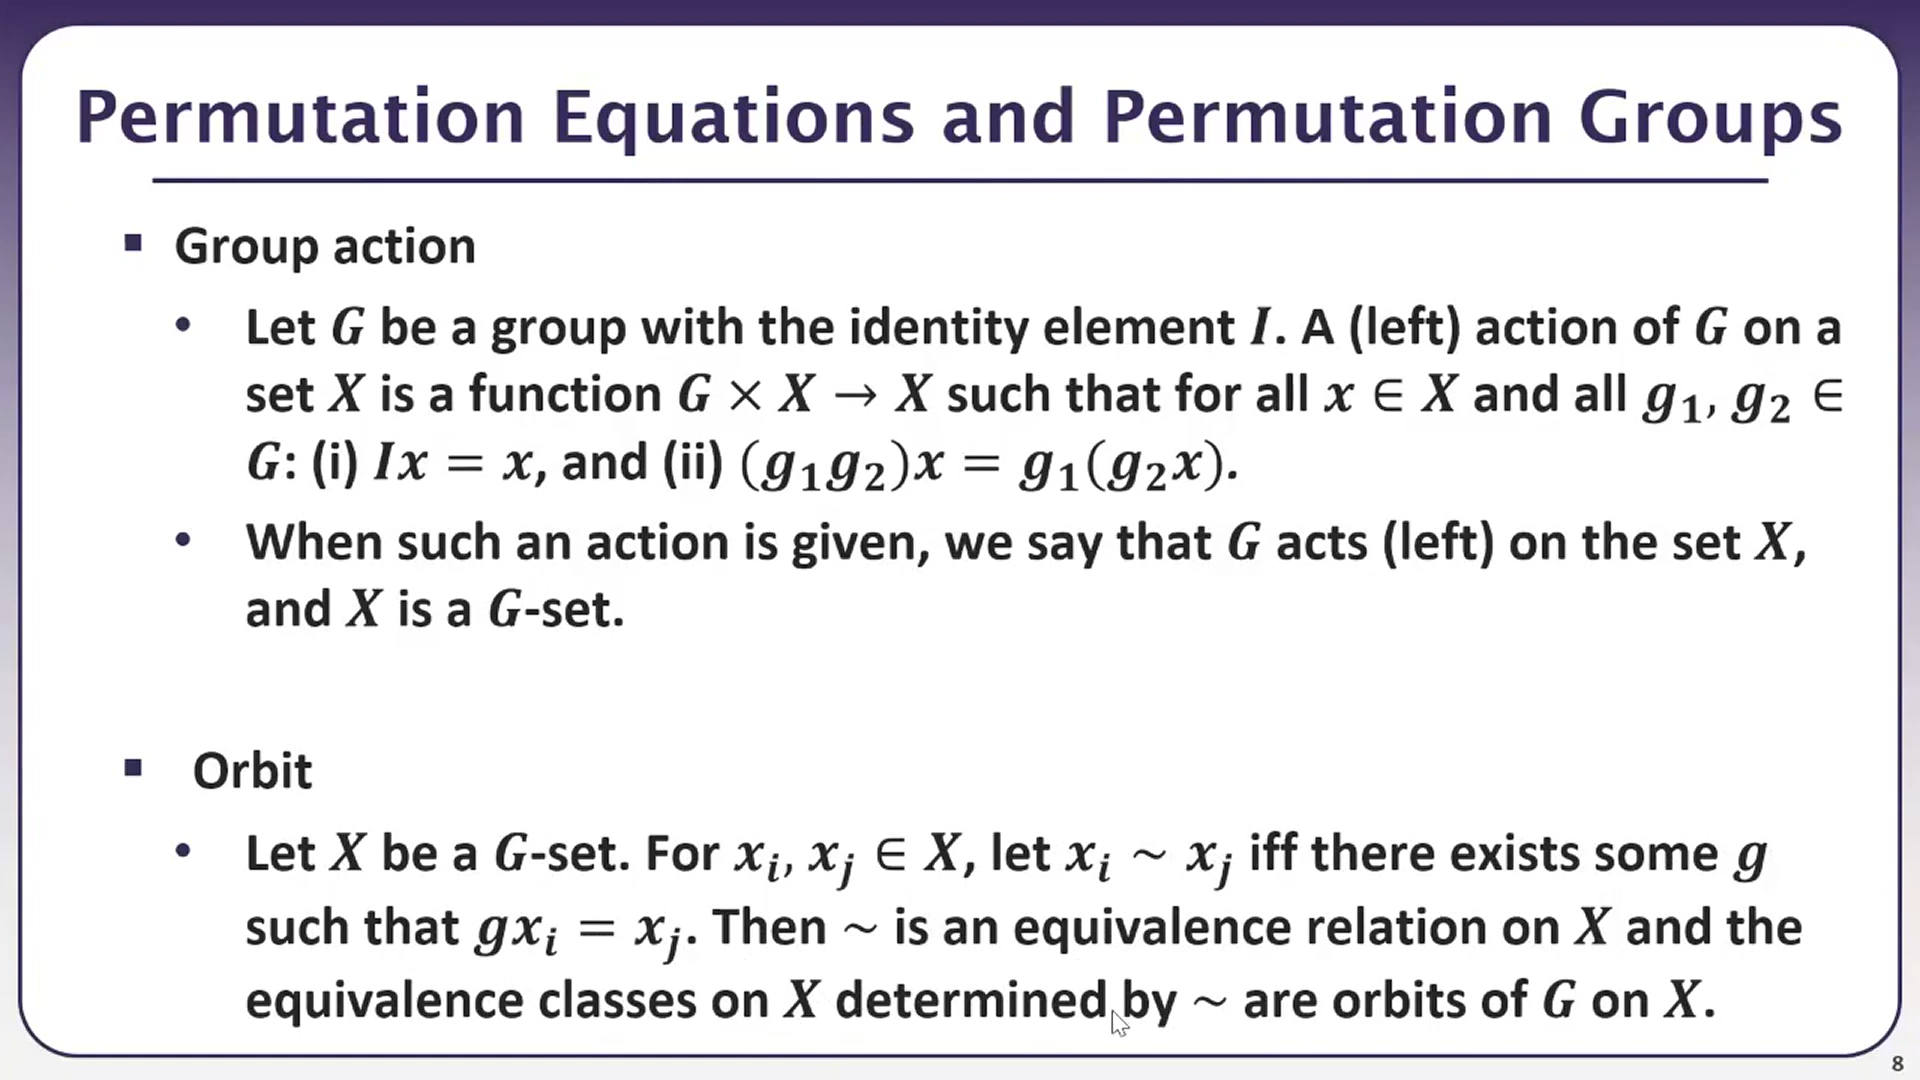 Permutation Equations and Permutation Groups
▪ Group action
• Let G be a group with the identity element I. A (left) action of G on a
set X is a function G × X → X such that for all x ∈ X and all g₁, g₂ ∈
G: (i) Ix = x, and (ii) (g₁g₂)x = g₁(g₂x).
• When such an action is given, we say that G acts (left) on the set X,
and X is a G-set.
▪ Orbit
• Let X be a G-set. For xᵢ, xⱼ ∈ X, let xᵢ ~ xⱼ iff there exists some g
such that gxᵢ = xⱼ. Then ~ is an equivalence relation on X and the
equivalence classes on X determined by ~ are orbits of G on X.
8